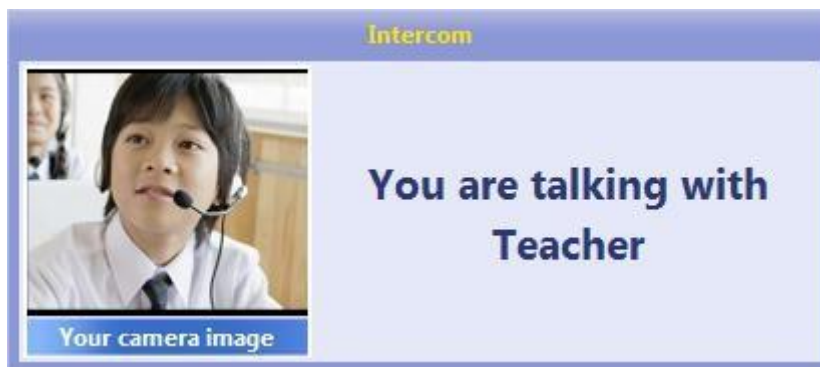 Intercom
You are talking with
Teacher
Your camera image